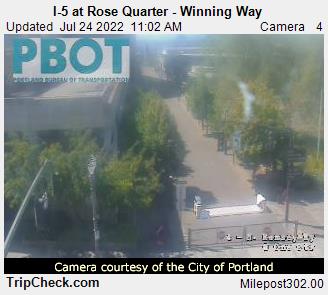 I-5 at Rose Quarter - Winning Way
Updated Jul 24 2022 11:02 AM Camera 4
PBOT
PORTLAND BUREAU OF TRANSPORTATION
Camera courtesy of the City of Portland
TripCheck.com Milepost302.00